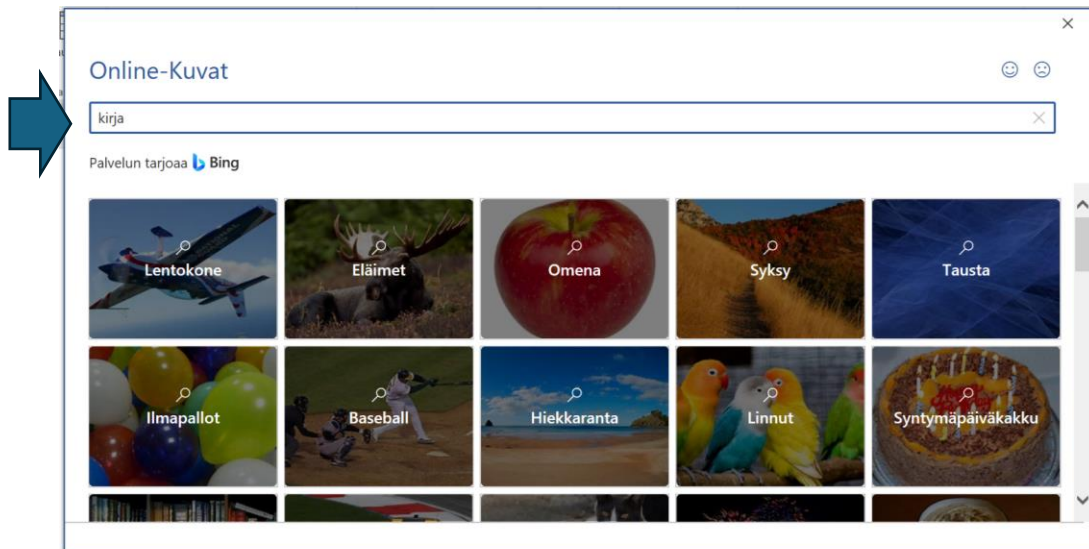 Online-Kuvat
kirja
Palvelun tarjoaa Bing
Lentokone
Eläimet
Omena
Syksy
Tausta
Ilmapallot
Baseball
Hiekkaranta
Linnut
Syntymäpäiväkakku